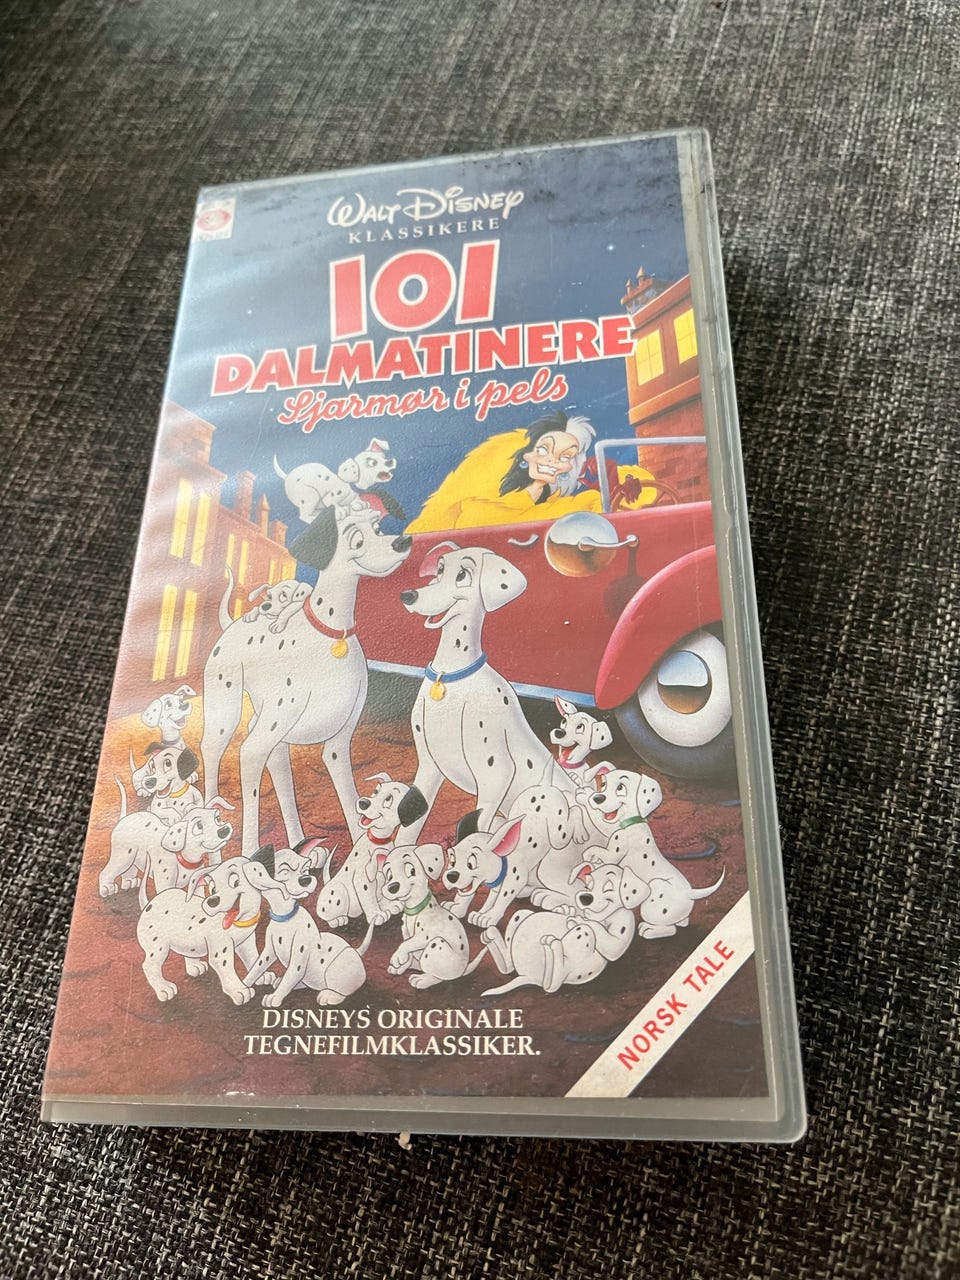 WALT DISNEY
KLASSIKERE
101
DALMATINERE
Sjarmør i pels
DISNEYS ORIGINALE
TEGNEFILMKLASSIKER.
NORSK TALE